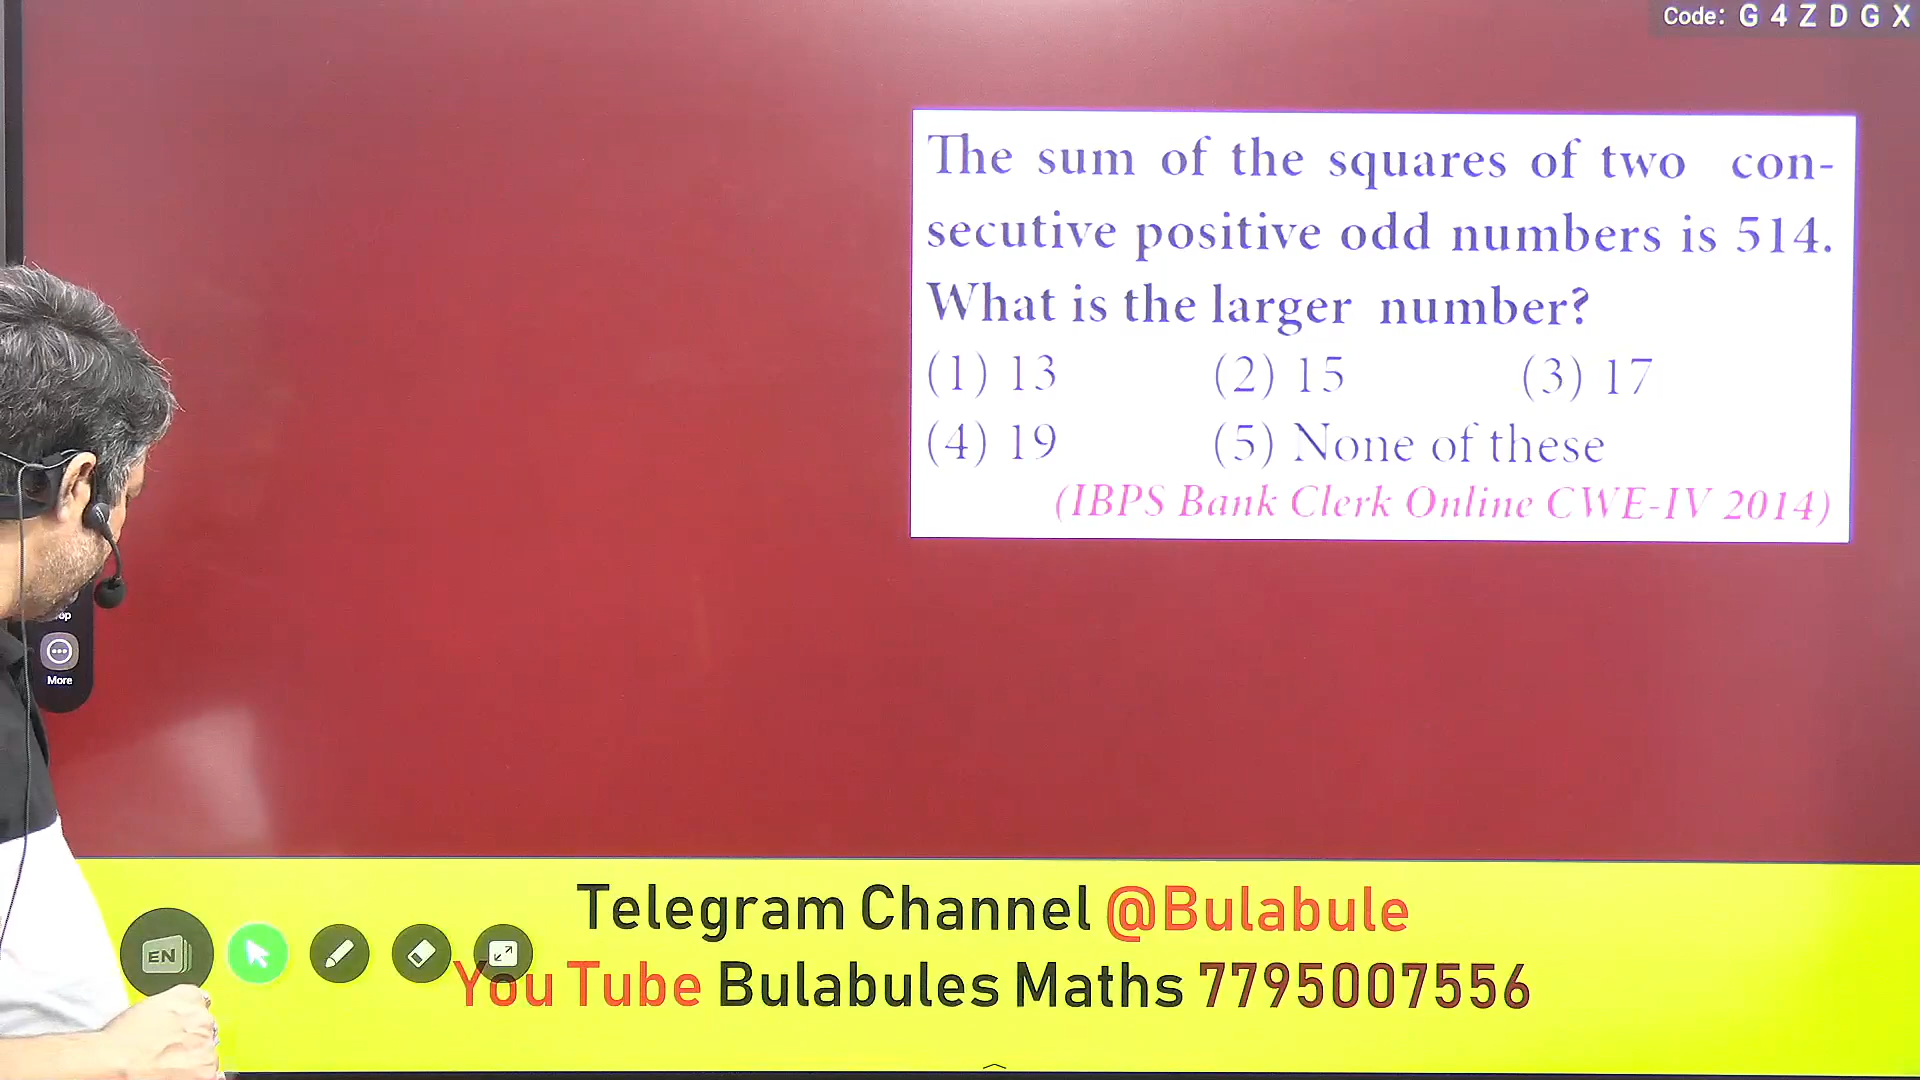 Code: G 4 Z D G X
The sum of the squares of two con-
secutive positive odd numbers is 514.
What is the larger number?
(1) 13 (2) 15 (3) 17
(4) 19 (5) None of these
(IBPS Bank Clerk Online CWE-IV 2014)
More
Telegram Channel @Bulabule
EN
You Tube Bulabules Maths 7795007556